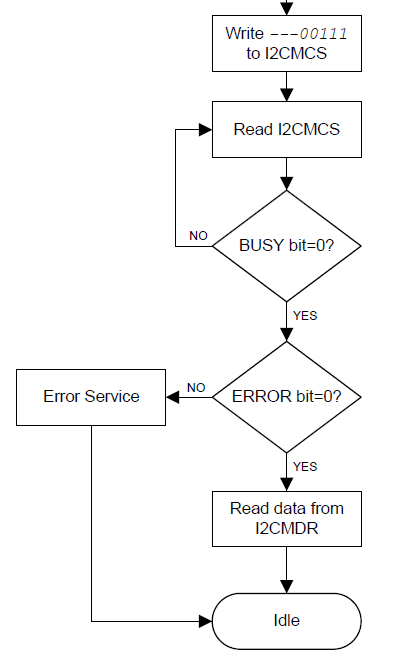 Write ---00111
to I2CMCS
Read I2CMCS
NO
BUSY bit=0?
YES
Error Service
NO
ERROR bit=0?
YES
Read data from
I2CMDR
Idle